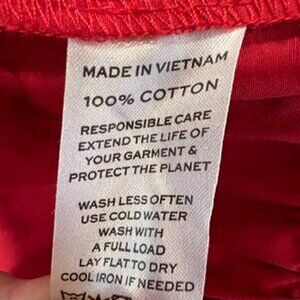 MADE IN VIETNAM
100% COTTON
RESPONSIBLE CARE
EXTEND THE LIFE OF
YOUR GARMENT &
PROTECT THE PLANET
WASH LESS OFTEN
USE COLD WATER
WASH WITH
A FULL LOAD
LAY FLAT TO DRY
COOL IRON IF NEEDED